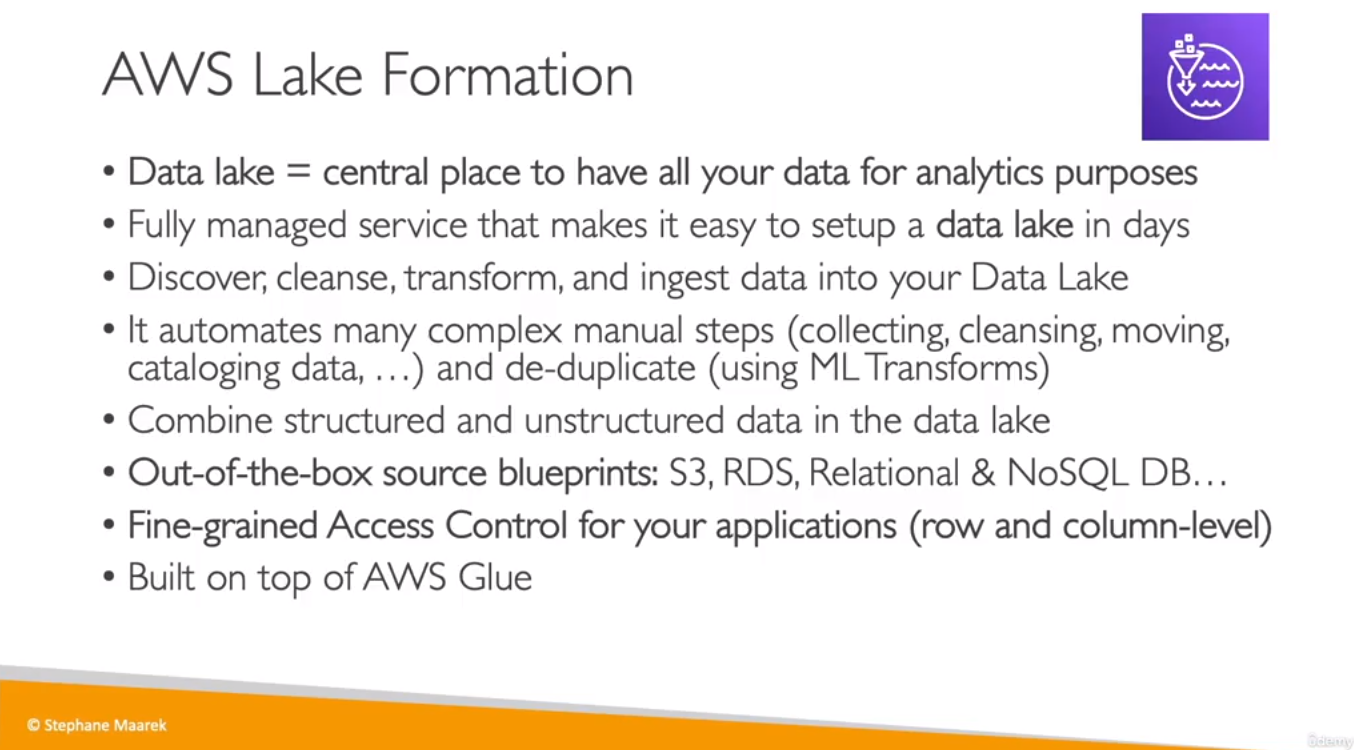 AWS Lake Formation
• Data lake = central place to have all your data for analytics purposes
• Fully managed service that makes it easy to setup a data lake in days
• Discover, cleanse, transform, and ingest data into your Data Lake
• It automates many complex manual steps (collecting, cleansing, moving,
cataloging data, …) and de-duplicate (using ML Transforms)
• Combine structured and unstructured data in the data lake
• Out-of-the-box source blueprints: S3, RDS, Relational & NoSQL DB…
• Fine-grained Access Control for your applications (row and column-level)
• Built on top of AWS Glue
© Stephane Maarek
ûdemy